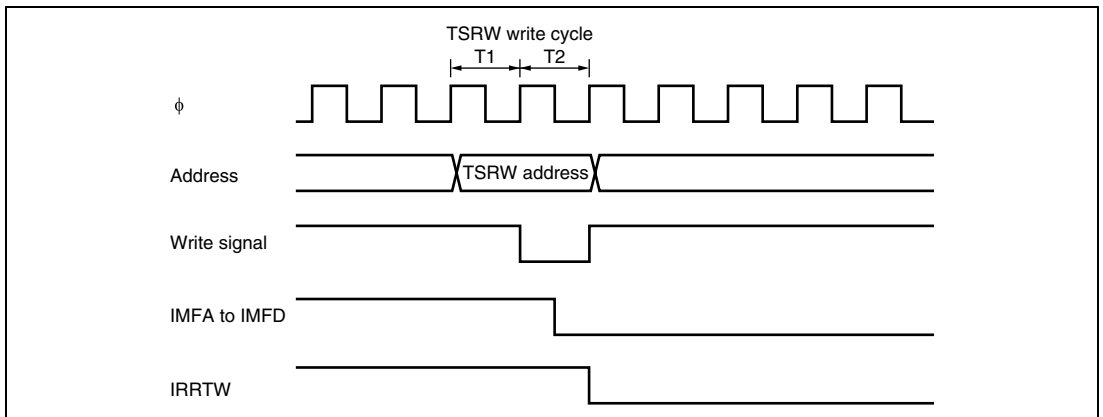 TSRW write cycle
T1 T2
ϕ
Address
TSRW address
Write signal
IMFA to IMFD
IRRTW